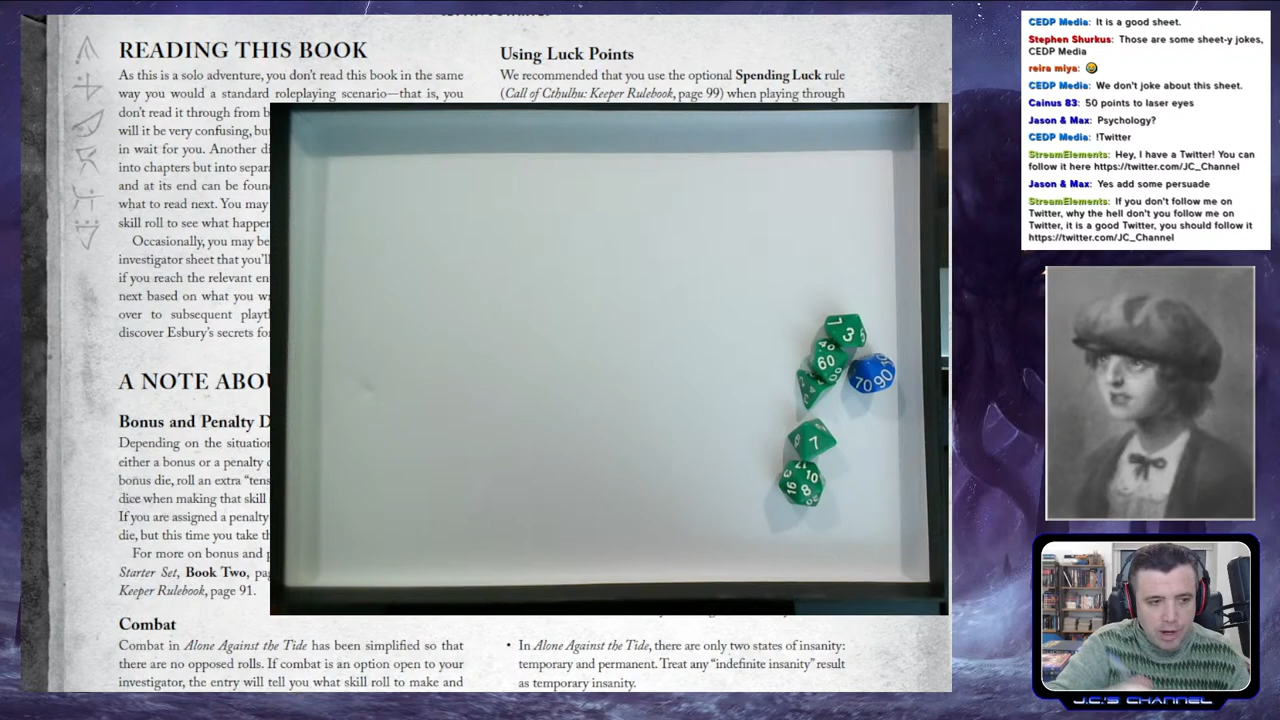 READING THIS BOOK
As this is a solo adventure, you don't read this book in the same
way you would a standard roleplaying —that is, you
don't read it through from b
will it be very confusing, bu
in wait for you. Another di
into chapters but into separa
and at its end can be foun
what to read next. You may
skill roll to see what happen
Occasionally, you may be
investigator sheet that you'll
if you reach the relevant en
next based on what you wr
over to subsequent playth
discover Esbury's secrets for
A NOTE ABOU
Bonus and Penalty D
Depending on the situation
either a bonus or a penalty d
bonus die, roll an extra "tens
dice when making that skill
If you are assigned a penalty
die, but this time you take th
For more on bonus and p
Starter Set, Book Two, pag
Keeper Rulebook, page 91.
Combat
Combat in Alone Against the Tide has been simplified so that
there are no opposed rolls. If combat is an option open to your
investigator, the entry will tell you what skill roll to make and
Using Luck Points
We recommended that you use the optional Spending Luck rule
(Call of Cthulhu: Keeper Rulebook, page 99) when playing through
• In Alone Against the Tide, there are only two states of insanity:
temporary and permanent. Treat any "indefinite insanity" result
as temporary insanity.
1 3
40
60
70 90
7
12
10
16 8
CEDP Media: It is a good sheet.
Stephen Shurkus: Those are some sheet-y jokes,
CEDP Media
reira miya:
CEDP Media: We don't joke about this sheet.
Cainus 83: 50 points to laser eyes
Jason & Max: Psychology?
CEDP Media: !Twitter
StreamElements: Hey, I have a Twitter! You can
follow it here https://twitter.com/JC_Channel
Jason & Max: Yes add some persuade
StreamElements: If you don't follow me on
Twitter, why the hell don't you follow me on
Twitter, it is a good Twitter, you should follow it
https://twitter.com/JC_Channel
J.C.'S CHANNEL